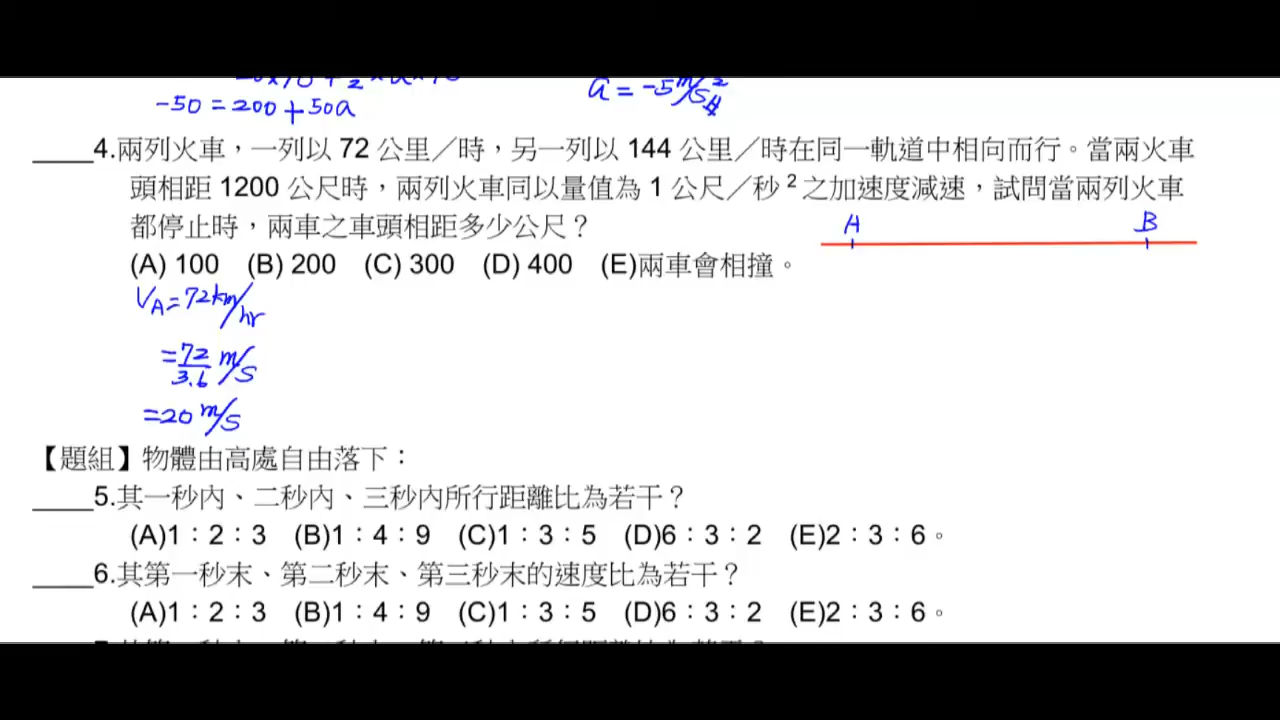 -50 = 200 + 50a
a = -5 m/s²
____4.兩列火車，一列以 72 公里／時，另一列以 144 公里／時在同一軌道中相向而行。當兩火車
頭相距 1200 公尺時，兩列火車同以量值為 1 公尺／秒² 之加速度減速，試問當兩列火車
都停止時，兩車之車頭相距多少公尺？
A B
(A) 100 (B) 200 (C) 300 (D) 400 (E)兩車會相撞。
V_A = 72 km/hr
= 72/3.6 m/s
= 20 m/s
【題組】物體由高處自由落下：
____5.其一秒內、二秒內、三秒內所行距離比為若干？
(A)1：2：3 (B)1：4：9 (C)1：3：5 (D)6：3：2 (E)2：3：6。
____6.其第一秒末、第二秒末、第三秒末的速度比為若干？
(A)1：2：3 (B)1：4：9 (C)1：3：5 (D)6：3：2 (E)2：3：6。